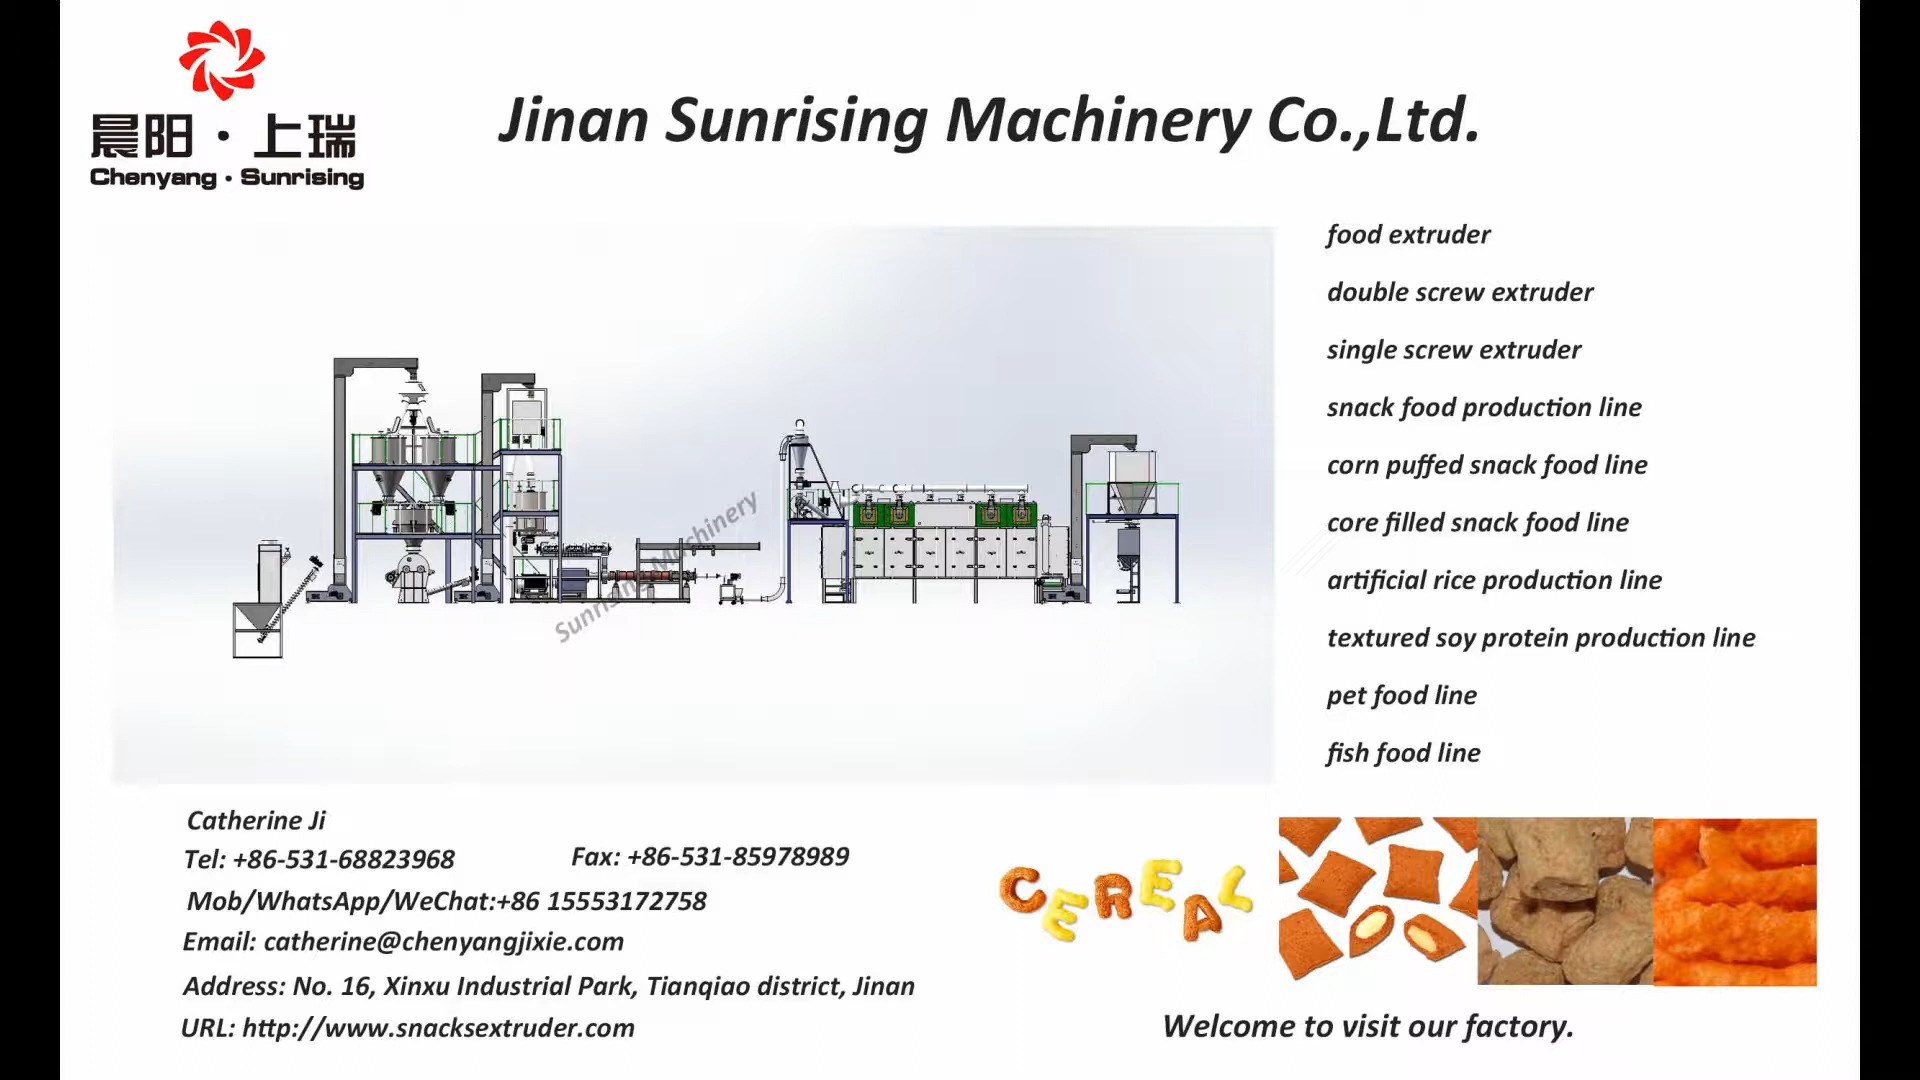 晨阳·上瑞
Chenyang·Sunrising
Jinan Sunrising Machinery Co.,Ltd.
food extruder
double screw extruder
single screw extruder
snack food production line
corn puffed snack food line
core filled snack food line
artificial rice production line
textured soy protein production line
pet food line
fish food line
Sunrising Machinery
Catherine Ji
Tel: +86-531-68823968
Fax: +86-531-85978989
Mob/WhatsApp/WeChat:+86 15553172758
Email: catherine@chenyangjixie.com
Address: No. 16, Xinxu Industrial Park, Tianqiao district, Jinan
URL: http://www.snacksextruder.com
CEREAL
Welcome to visit our factory.